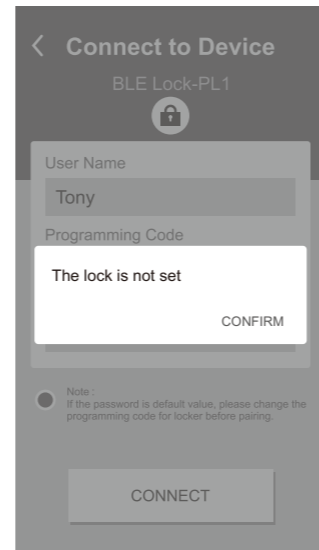 Connect to Device
BLE Lock-PL1
User Name
Tony
Programming Code
The lock is not set
CONFIRM
Note :
If the password is default value, please change the
programming code for locker before pairing.
CONNECT